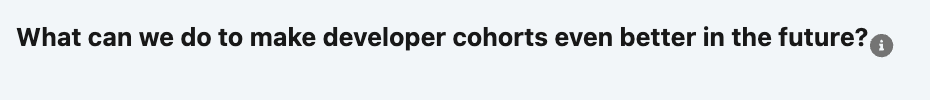 What can we do to make developer cohorts even better in the future?